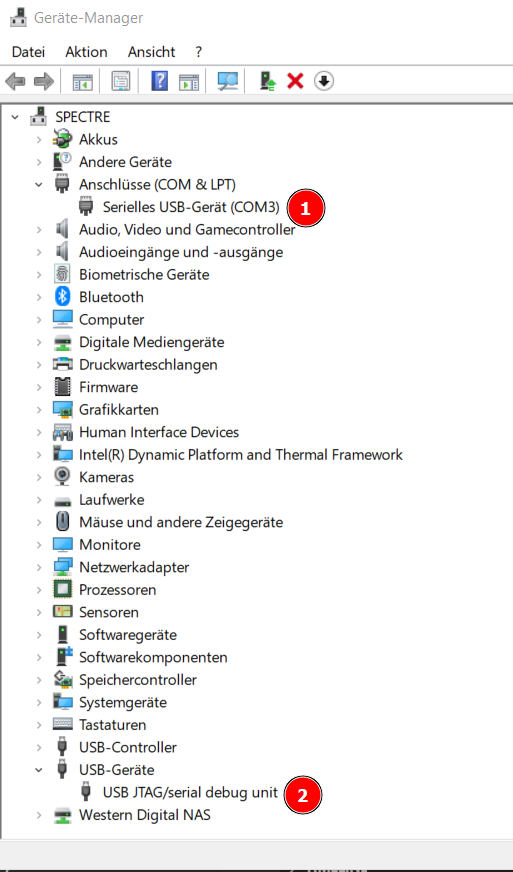 Geräte-Manager
Datei Aktion Ansicht ?
SPECTRE
Akkus
Andere Geräte
Anschlüsse (COM & LPT)
Serielles USB-Gerät (COM3) 1
Audio, Video und Gamecontroller
Audioeingänge und -ausgänge
Biometrische Geräte
Bluetooth
Computer
Digitale Mediengeräte
Druckwarteschlangen
Firmware
Grafikkarten
Human Interface Devices
Intel(R) Dynamic Platform and Thermal Framework
Kameras
Laufwerke
Mäuse und andere Zeigegeräte
Monitore
Netzwerkadapter
Prozessoren
Sensoren
Softwaregeräte
Softwarekomponenten
Speichercontroller
Systemgeräte
Tastaturen
USB-Controller
USB-Geräte
USB JTAG/serial debug unit 2
Western Digital NAS